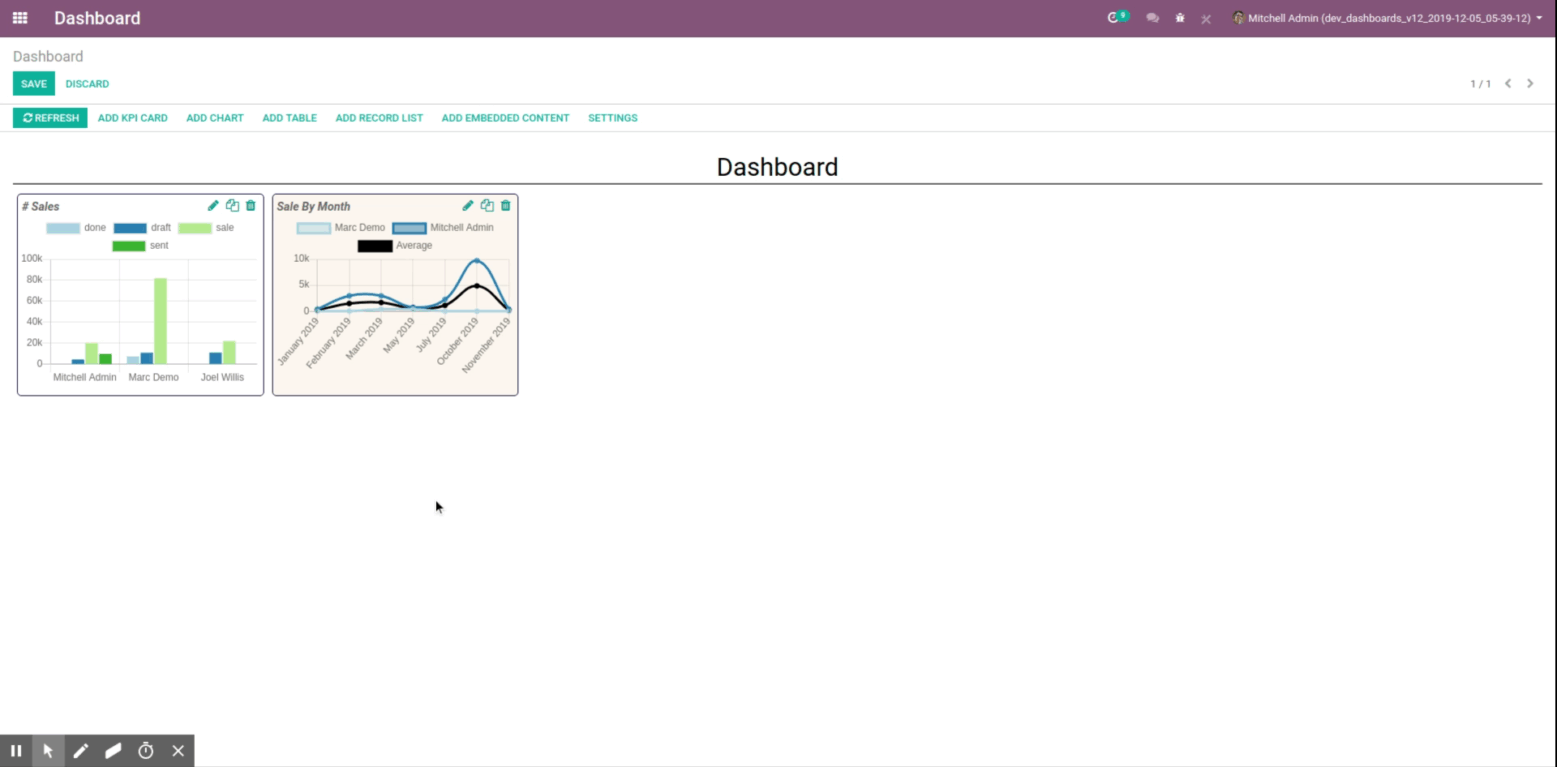 Dashboard
9
Mitchell Admin (dev_dashboards_v12_2019-12-05_05-39-12)
Dashboard
SAVE DISCARD
1 / 1
REFRESH ADD KPI CARD ADD CHART ADD TABLE ADD RECORD LIST ADD EMBEDDED CONTENT SETTINGS
Dashboard
# Sales
done draft sale
sent
100k
80k
60k
40k
20k
0
Mitchell Admin Marc Demo Joel Willis
Sale By Month
Marc Demo Mitchell Admin
Average
10k
5k
0
January 2019 February 2019 March 2019 May 2019 July 2019 October 2019 November 2019